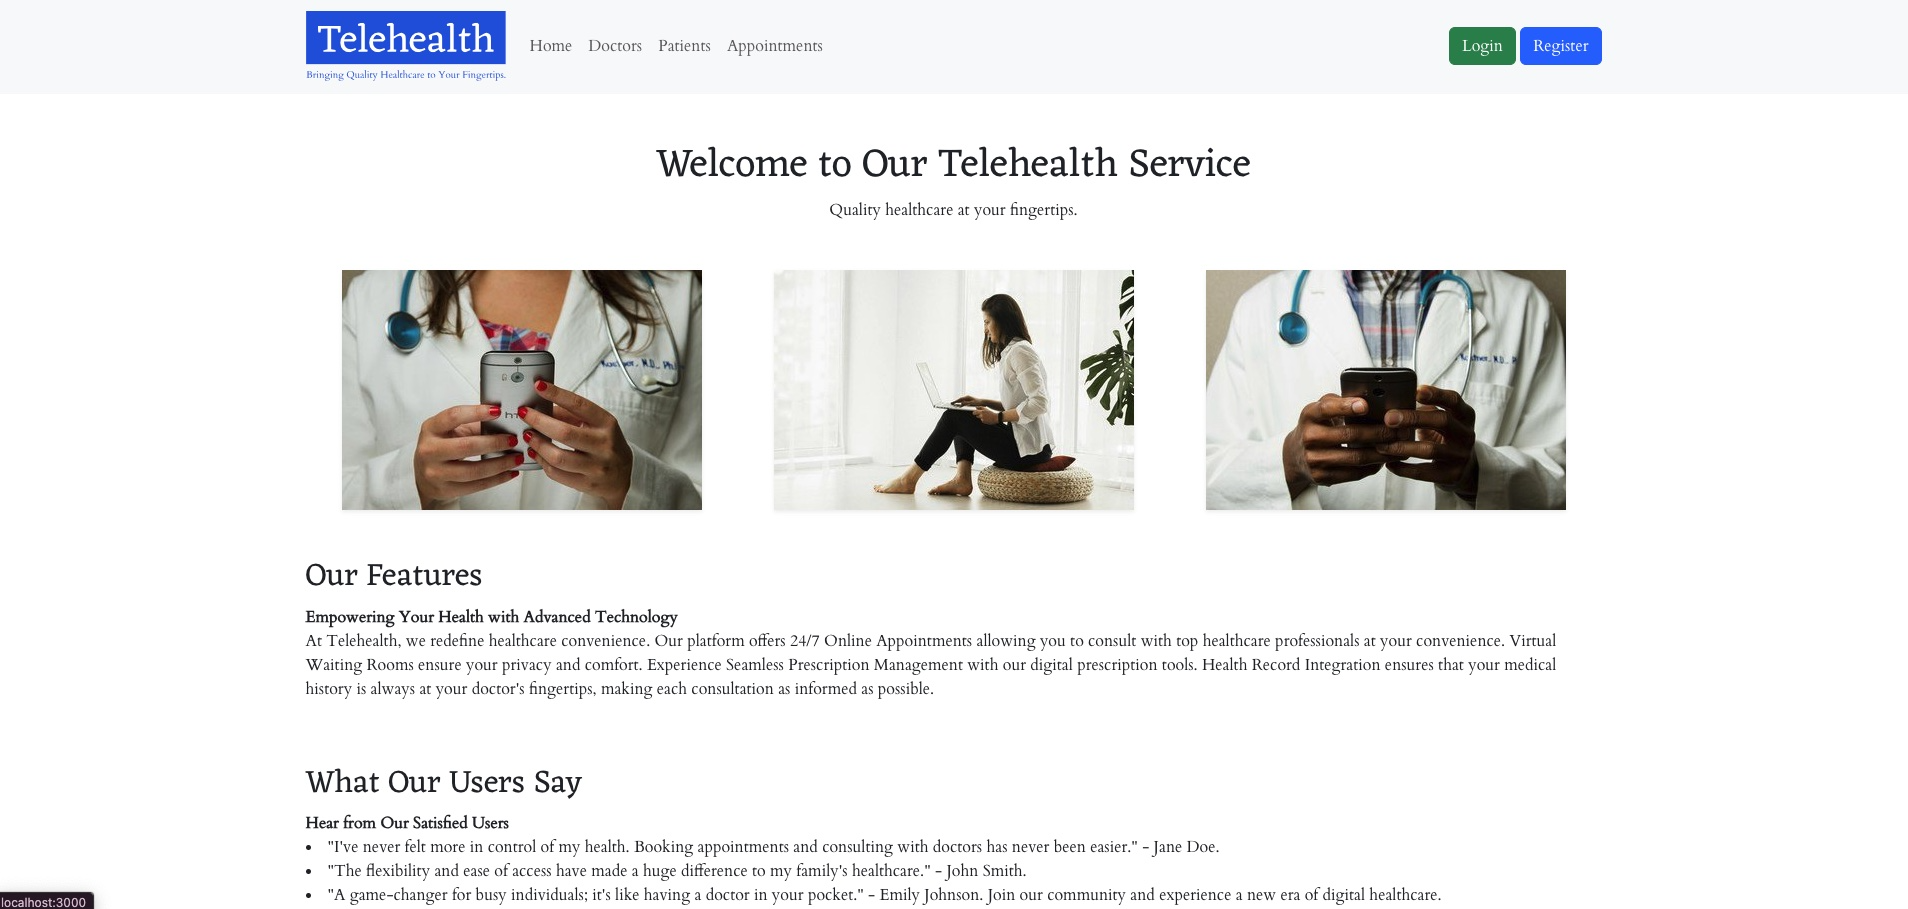 Telehealth
Bringing Quality Healthcare to Your Fingertips.
Home Doctors Patients Appointments
Login Register
Welcome to Our Telehealth Service
Quality healthcare at your fingertips.
Our Features
Empowering Your Health with Advanced Technology
At Telehealth, we redefine healthcare convenience. Our platform offers 24/7 Online Appointments allowing you to consult with top healthcare professionals at your convenience. Virtual
Waiting Rooms ensure your privacy and comfort. Experience Seamless Prescription Management with our digital prescription tools. Health Record Integration ensures that your medical
history is always at your doctor's fingertips, making each consultation as informed as possible.
What Our Users Say
Hear from Our Satisfied Users
• "I've never felt more in control of my health. Booking appointments and consulting with doctors has never been easier." - Jane Doe.
• "The flexibility and ease of access have made a huge difference to my family's healthcare." - John Smith.
• "A game-changer for busy individuals; it's like having a doctor in your pocket." - Emily Johnson. Join our community and experience a new era of digital healthcare.
localhost:3000